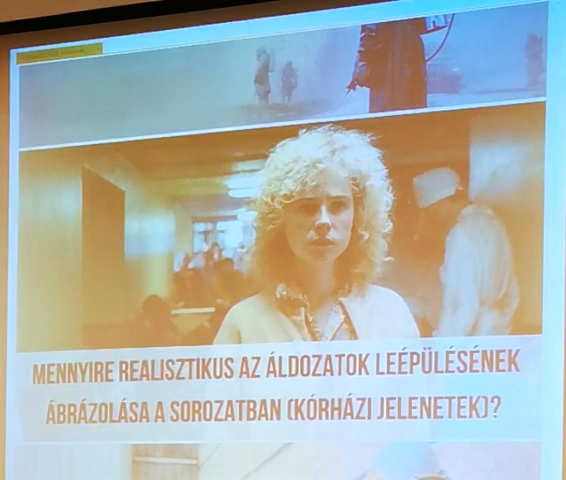 MENNYIRE REALISZTIKUS AZ ÁLDOZATOK LEÉPÜLÉSÉNEK
ÁBRÁZOLÁSA A SOROZATBAN (KÓRHÁZI JELENETEK)?